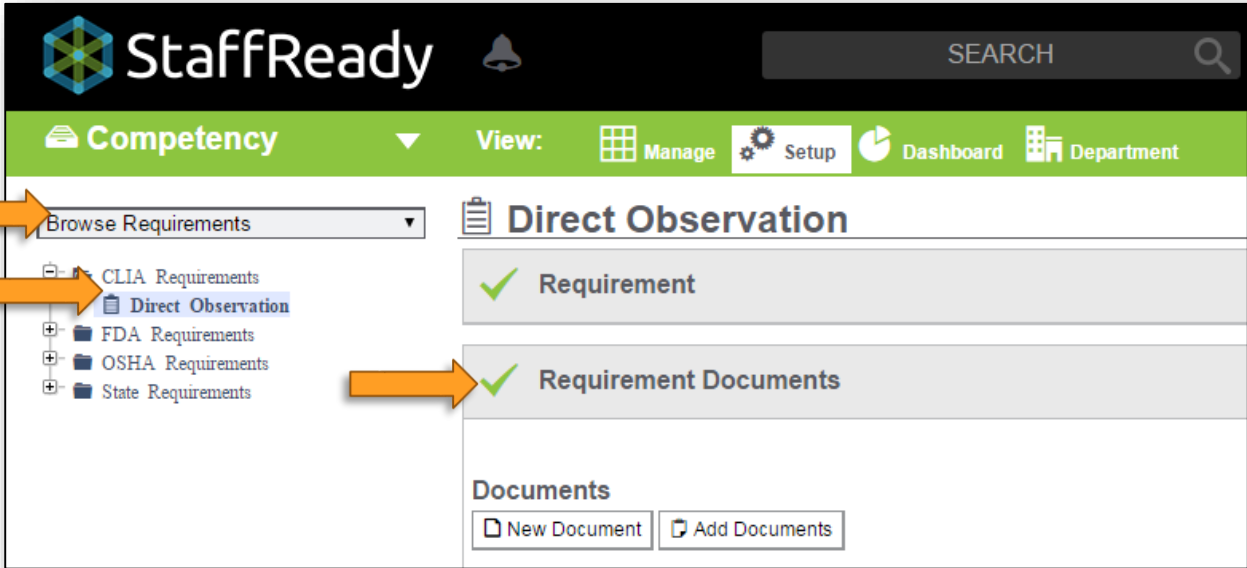 StaffReady
SEARCH
Competency
View:
Manage
Setup
Dashboard
Department
Browse Requirements
CLIA Requirements
Direct Observation
FDA Requirements
OSHA Requirements
State Requirements
Direct Observation
Requirement
Requirement Documents
Documents
New Document
Add Documents